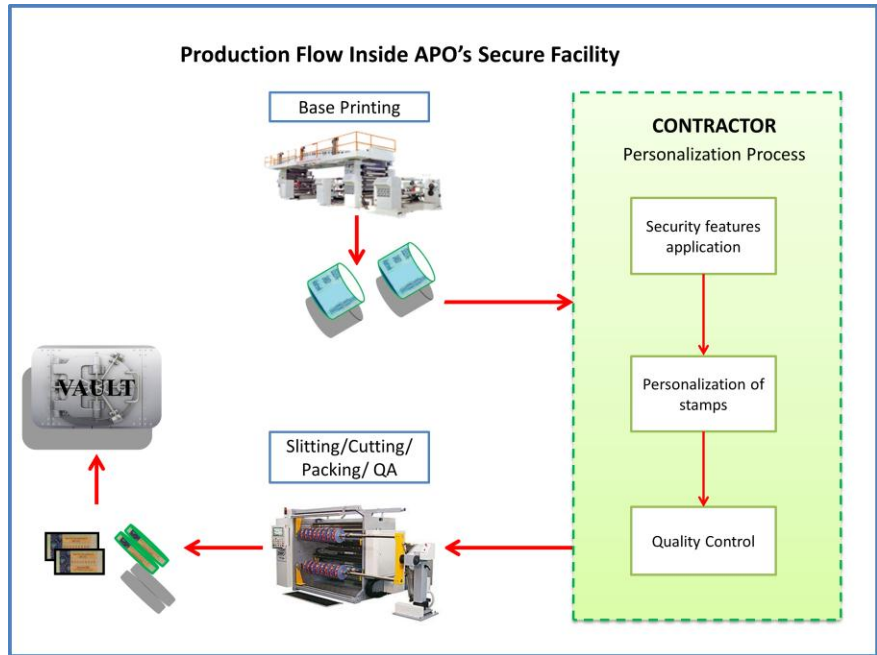 Production Flow Inside APO’s Secure Facility
Base Printing
CONTRACTOR
Personalization Process
Security features
application
Personalization of
stamps
Quality Control
VAULT
Slitting/Cutting/
Packing/ QA